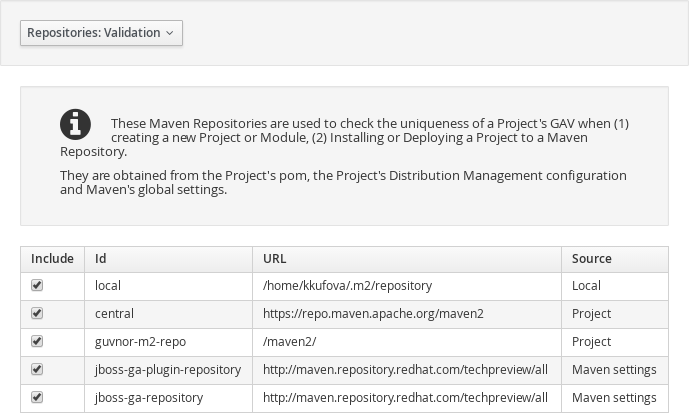 Repositories: Validation
These Maven Repositories are used to check the uniqueness of a Project's GAV when (1)
creating a new Project or Module, (2) Installing or Deploying a Project to a Maven
Repository.
They are obtained from the Project's pom, the Project's Distribution Management configuration
and Maven's global settings.
Include Id URL Source
local /home/kkufova/.m2/repository Local
central https://repo.maven.apache.org/maven2 Project
guvnor-m2-repo /maven2/ Project
jboss-ga-plugin-repository http://maven.repository.redhat.com/techpreview/all Maven settings
jboss-ga-repository http://maven.repository.redhat.com/techpreview/all Maven settings